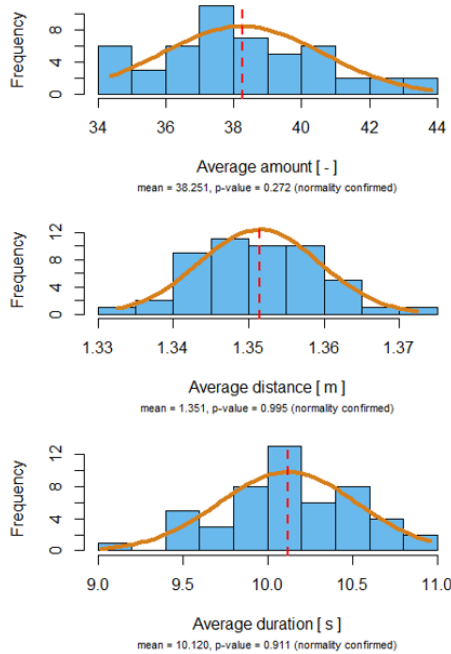 Frequency
0 4 8
34 36 38 40 42 44
Average amount [ - ]
mean = 38.251, p-value = 0.272 (normality confirmed)
Frequency
0 4 8 12
1.33 1.34 1.35 1.36 1.37
Average distance [ m ]
mean = 1.351, p-value = 0.995 (normality confirmed)
Frequency
0 4 8 12
9.0 9.5 10.0 10.5 11.0
Average duration [ s ]
mean = 10.120, p-value = 0.911 (normality confirmed)